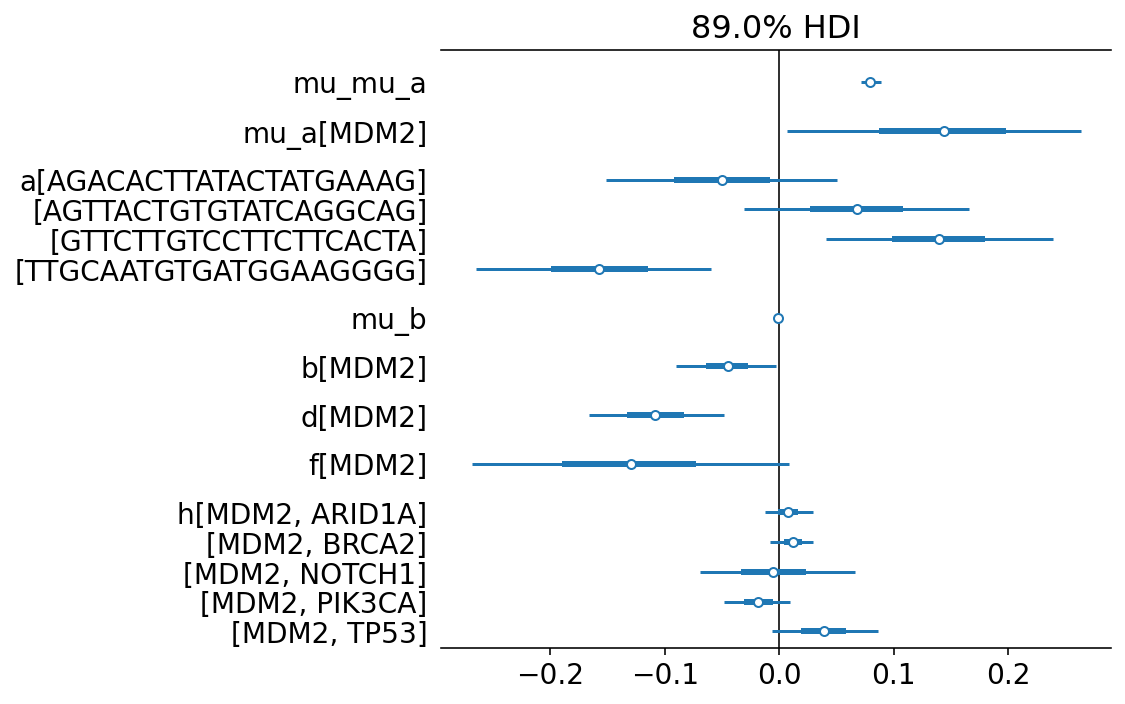 89.0% HDI
mu_mu_a
mu_a[MDM2]
a[AGACACTTATACTATGAAAG]
[AGTTACTGTGTATCAGGCAG]
[GTTCTTGTCCTTCTTCACTA]
[TTGCAATGTGATGGAAGGGG]
mu_b
b[MDM2]
d[MDM2]
f[MDM2]
h[MDM2, ARID1A]
[MDM2, BRCA2]
[MDM2, NOTCH1]
[MDM2, PIK3CA]
[MDM2, TP53]
−0.2 −0.1 0.0 0.1 0.2